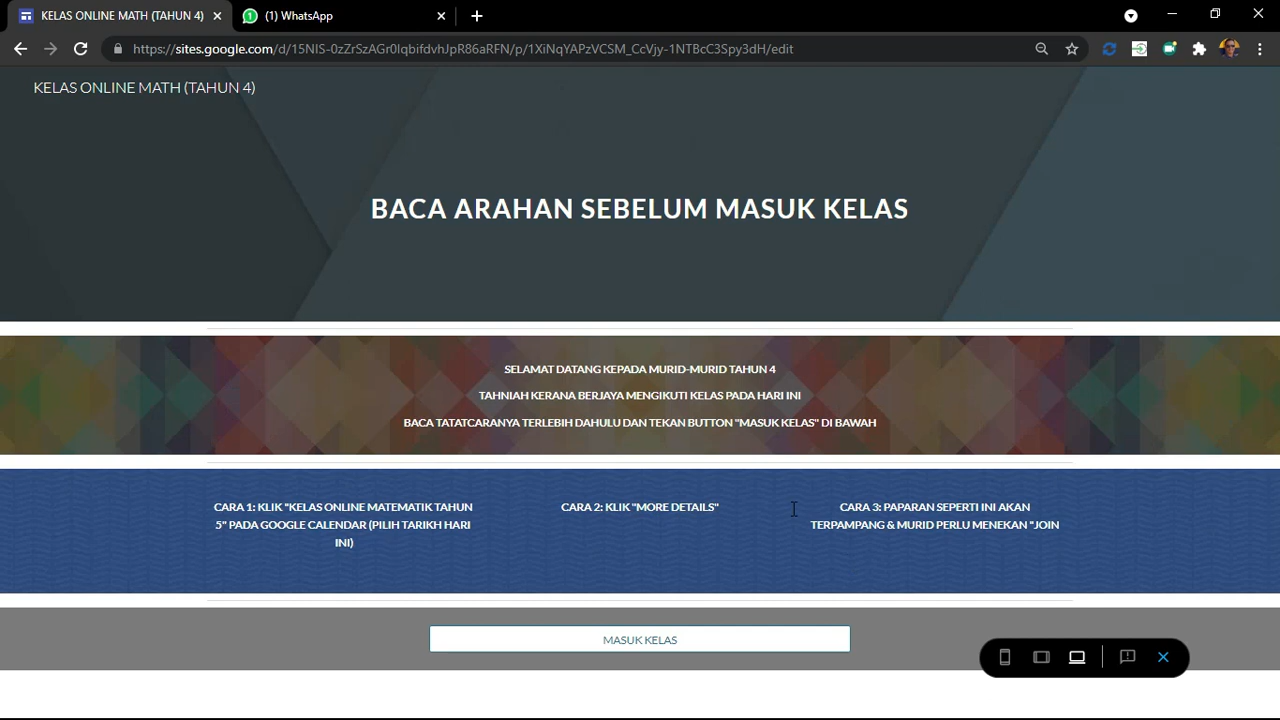 KELAS ONLINE MATH (TAHUN 4)
(1) WhatsApp
https://sites.google.com/d/15NIS-0zZrSzAGr0lqbifdvhJpR86aRFN/p/1XiNqYAPzVCSM_CcVjy-1NTBcC3Spy3dH/edit
KELAS ONLINE MATH (TAHUN 4)
BACA ARAHAN SEBELUM MASUK KELAS
SELAMAT DATANG KEPADA MURID-MURID TAHUN 4
TAHNIAH KERANA BERJAYA MENGIKUTI KELAS PADA HARI INI
BACA TATATCARANYA TERLEBIH DAHULU DAN TEKAN BUTTON "MASUK KELAS" DI BAWAH
CARA 1: KLIK "KELAS ONLINE MATEMATIK TAHUN
5" PADA GOOGLE CALENDAR (PILIH TARIKH HARI
INI)
CARA 2: KLIK "MORE DETAILS"
CARA 3: PAPARAN SEPERTI INI AKAN
TERPAMPANG & MURID PERLU MENEKAN "JOIN
MASUK KELAS